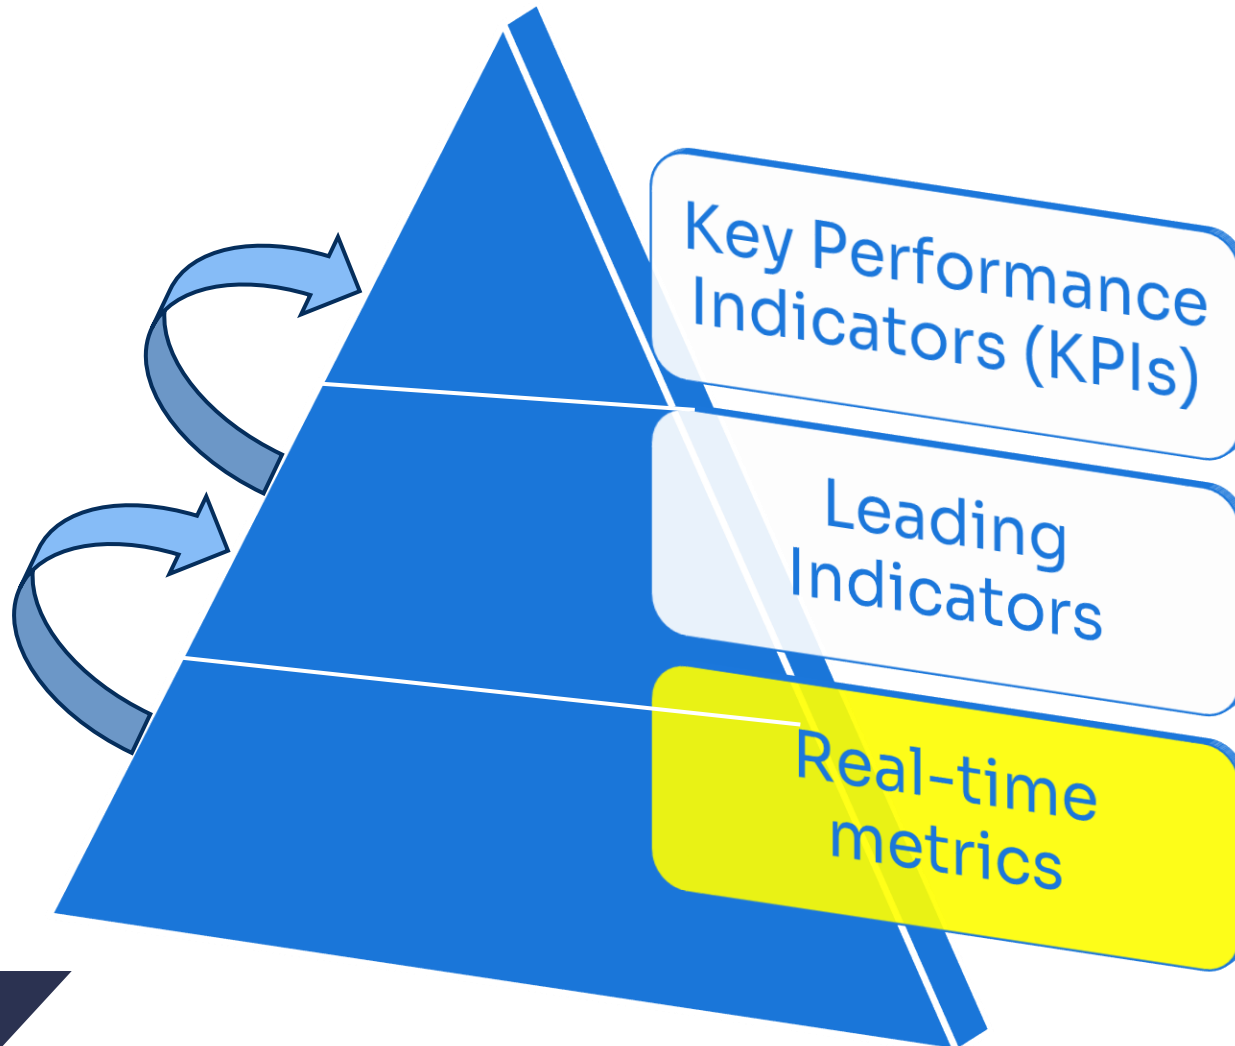 Key Performance
Indicators (KPIs)
Leading
Indicators
Real-time
metrics